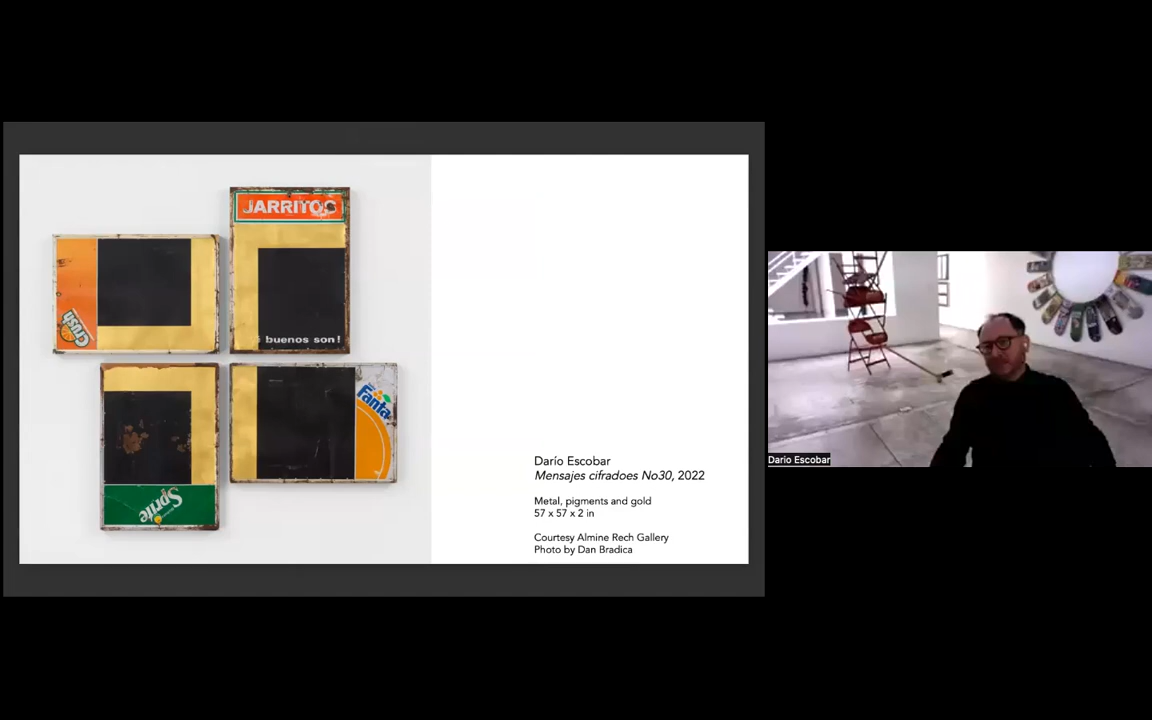 JARRITOS
Crush
¡Qué buenos son!
Fanta
Sprite
Darío Escobar
Mensajes cifradoes No30, 2022
Metal, pigments and gold
57 x 57 x 2 in
Courtesy Almine Rech Gallery
Photo by Dan Bradica
Dario Escobar